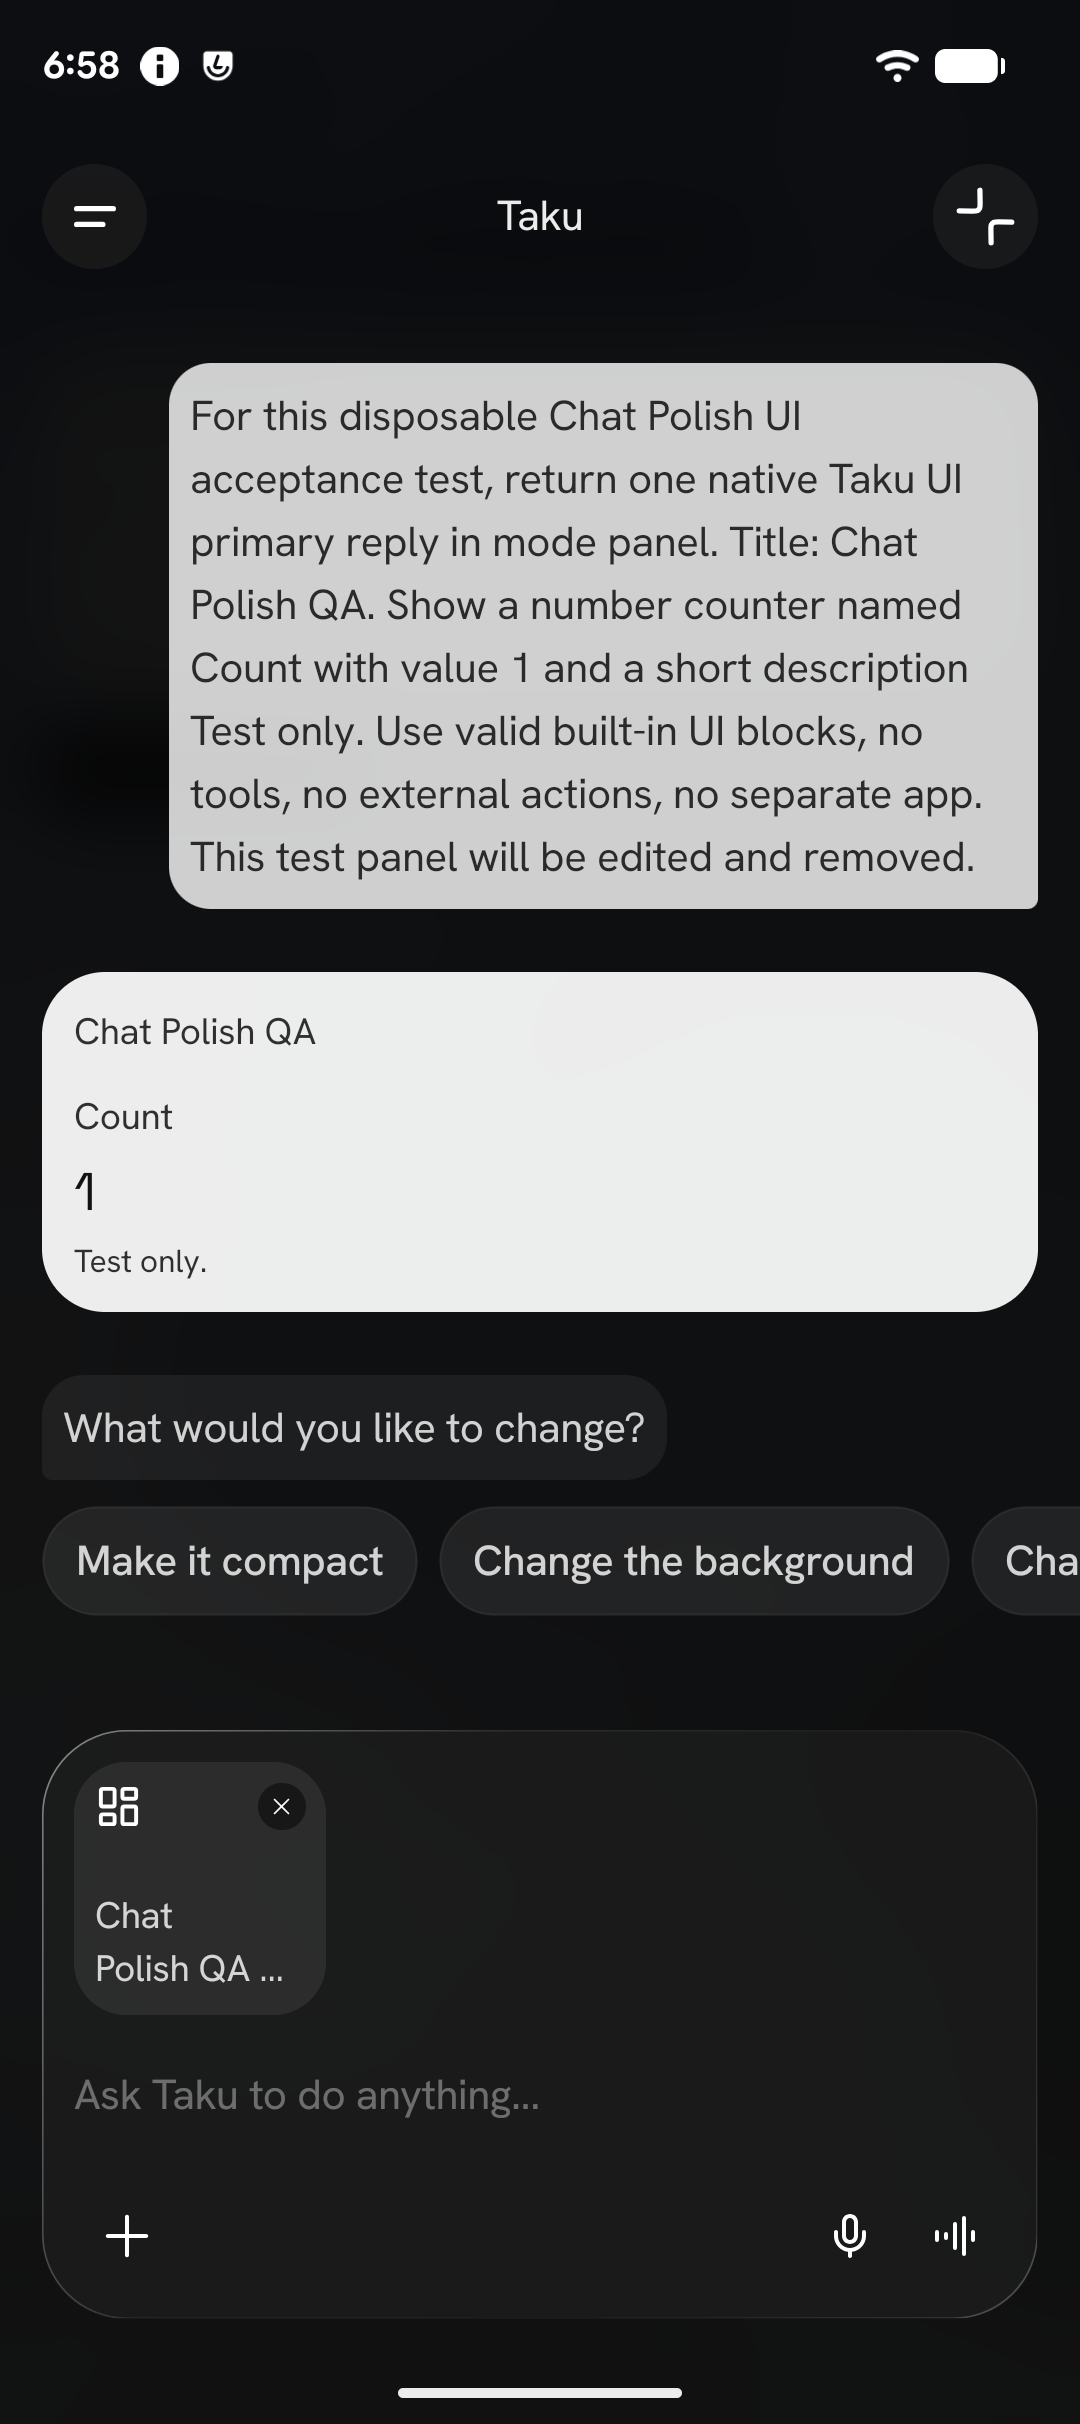 6:58
Taku
For this disposable Chat Polish UI
acceptance test, return one native Taku UI
primary reply in mode panel. Title: Chat
Polish QA. Show a number counter named
Count with value 1 and a short description
Test only. Use valid built-in UI blocks, no
tools, no external actions, no separate app.
This test panel will be edited and removed.
Chat Polish QA
Count
1
Test only.
What would you like to change?
Make it compact
Change the background
Cha
Chat
Polish QA ...
Ask Taku to do anything...